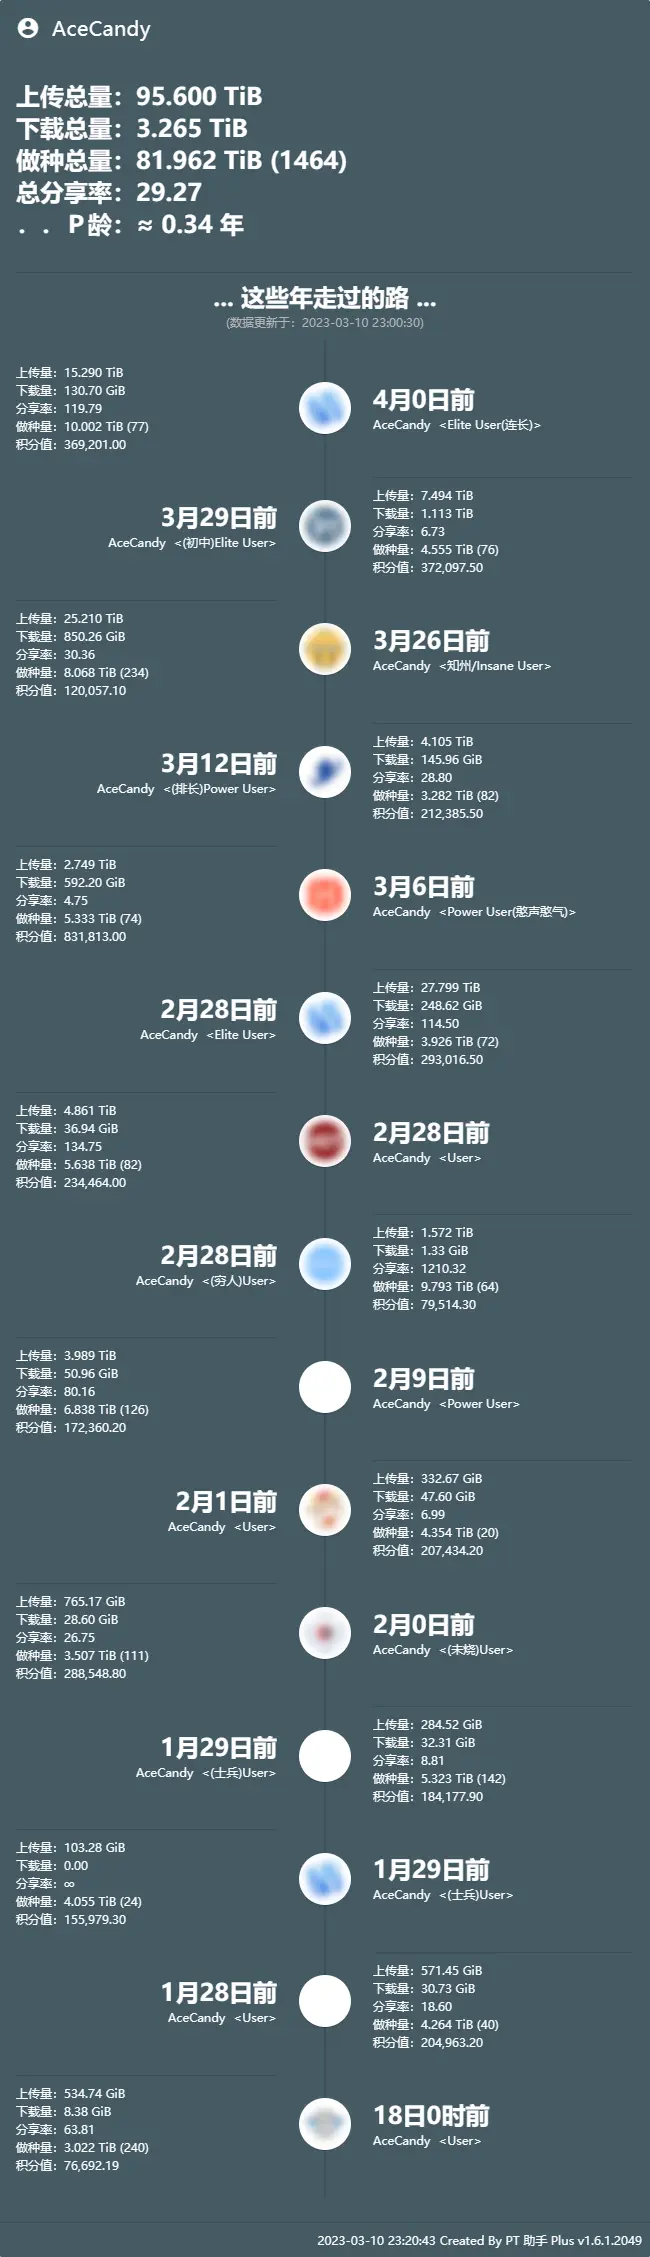 AceCandy
上传总量：95.600 TiB
下载总量：3.265 TiB
做种总量：81.962 TiB (1464)
总分享率：29.27
．．Ｐ龄：≈ 0.34 年
... 这些年走过的路 ...
(数据更新于：2023-03-10 23:00:30)
上传量：15.290 TiB
下载量：130.70 GiB
分享率：119.79
做种量：10.002 TiB (77)
积分值：369,201.00
4月0日前
AceCandy <Elite User(连长)>
3月29日前
AceCandy <(初中)Elite User>
上传量：7.494 TiB
下载量：1.113 TiB
分享率：6.73
做种量：4.555 TiB (76)
积分值：372,097.50
上传量：25.210 TiB
下载量：850.26 GiB
分享率：30.36
做种量：8.068 TiB (234)
积分值：120,057.10
3月26日前
AceCandy <知州/Insane User>
3月12日前
AceCandy <(排长)Power User>
上传量：4.105 TiB
下载量：145.96 GiB
分享率：28.80
做种量：3.282 TiB (82)
积分值：212,385.50
上传量：2.749 TiB
下载量：592.20 GiB
分享率：4.75
做种量：5.333 TiB (74)
积分值：831,813.00
3月6日前
AceCandy <Power User(憨声憨气)>
2月28日前
AceCandy <Elite User>
上传量：27.799 TiB
下载量：248.62 GiB
分享率：114.50
做种量：3.926 TiB (72)
积分值：293,016.50
上传量：4.861 TiB
下载量：36.94 GiB
分享率：134.75
做种量：5.638 TiB (82)
积分值：234,464.00
2月28日前
AceCandy <User>
2月28日前
AceCandy <(穷人)User>
上传量：1.572 TiB
下载量：1.33 GiB
分享率：1210.32
做种量：9.793 TiB (64)
积分值：79,514.30
上传量：3.989 TiB
下载量：50.96 GiB
分享率：80.16
做种量：6.838 TiB (126)
积分值：172,360.20
2月9日前
AceCandy <Power User>
2月1日前
AceCandy <User>
上传量：332.67 GiB
下载量：47.60 GiB
分享率：6.99
做种量：4.354 TiB (20)
积分值：207,434.20
上传量：765.17 GiB
下载量：28.60 GiB
分享率：26.75
做种量：3.507 TiB (111)
积分值：288,548.80
2月0日前
AceCandy <(未烧)User>
1月29日前
AceCandy <(士兵)User>
上传量：284.52 GiB
下载量：32.31 GiB
分享率：8.81
做种量：5.323 TiB (142)
积分值：184,177.90
上传量：103.28 GiB
下载量：0.00
分享率：∞
做种量：4.055 TiB (24)
积分值：155,979.30
1月29日前
AceCandy <(士兵)User>
1月28日前
AceCandy <User>
上传量：571.45 GiB
下载量：30.73 GiB
分享率：18.60
做种量：4.264 TiB (40)
积分值：204,963.20
上传量：534.74 GiB
下载量：8.38 GiB
分享率：63.81
做种量：3.022 TiB (240)
积分值：76,692.19
18日0时前
AceCandy <User>
2023-03-10 23:20:43 Created By PT 助手 Plus v1.6.1.2049